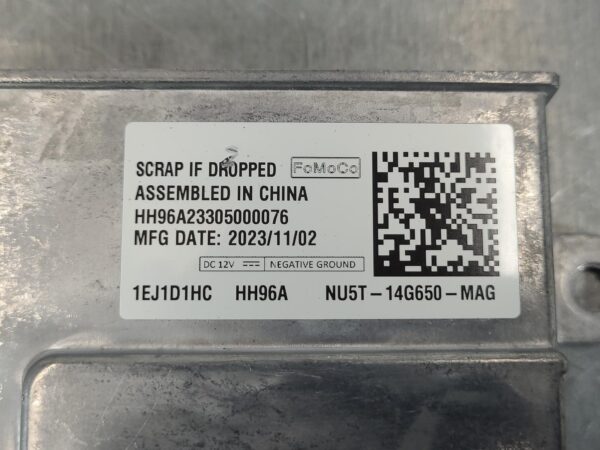 SCRAP IF DROPPED FoMoCo
ASSEMBLED IN CHINA
HH96A23305000076
MFG DATE: 2023/11/02
DC 12V NEGATIVE GROUND
1EJ1D1HC HH96A NU5T-14G650-MAG